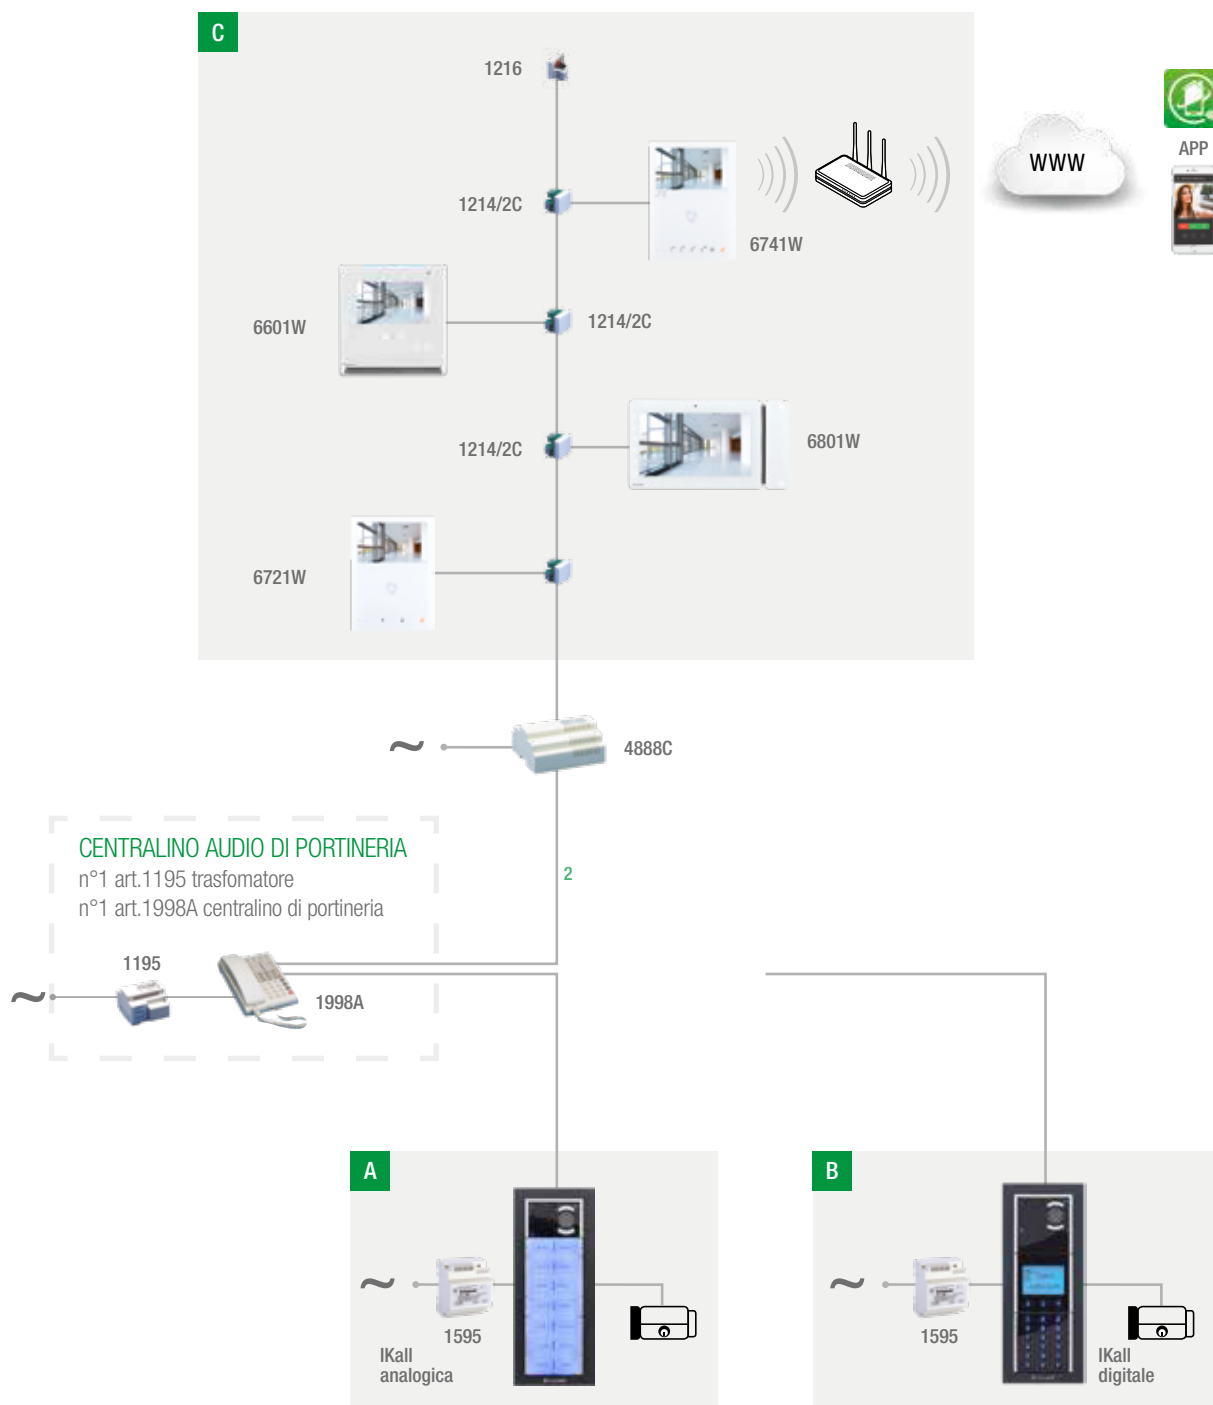 C
1216
1214/2C
6741W
WWW
APP
6601W
1214/2C
1214/2C
6801W
6721W
~
4888C
CENTRALINO AUDIO DI PORTINERIA
n°1 art.1195 trasfomatore
n°1 art.1998A centralino di portineria
2
1195
~
1998A
A
~
1595
IKall
analogica
B
~
1595
IKall
digitale